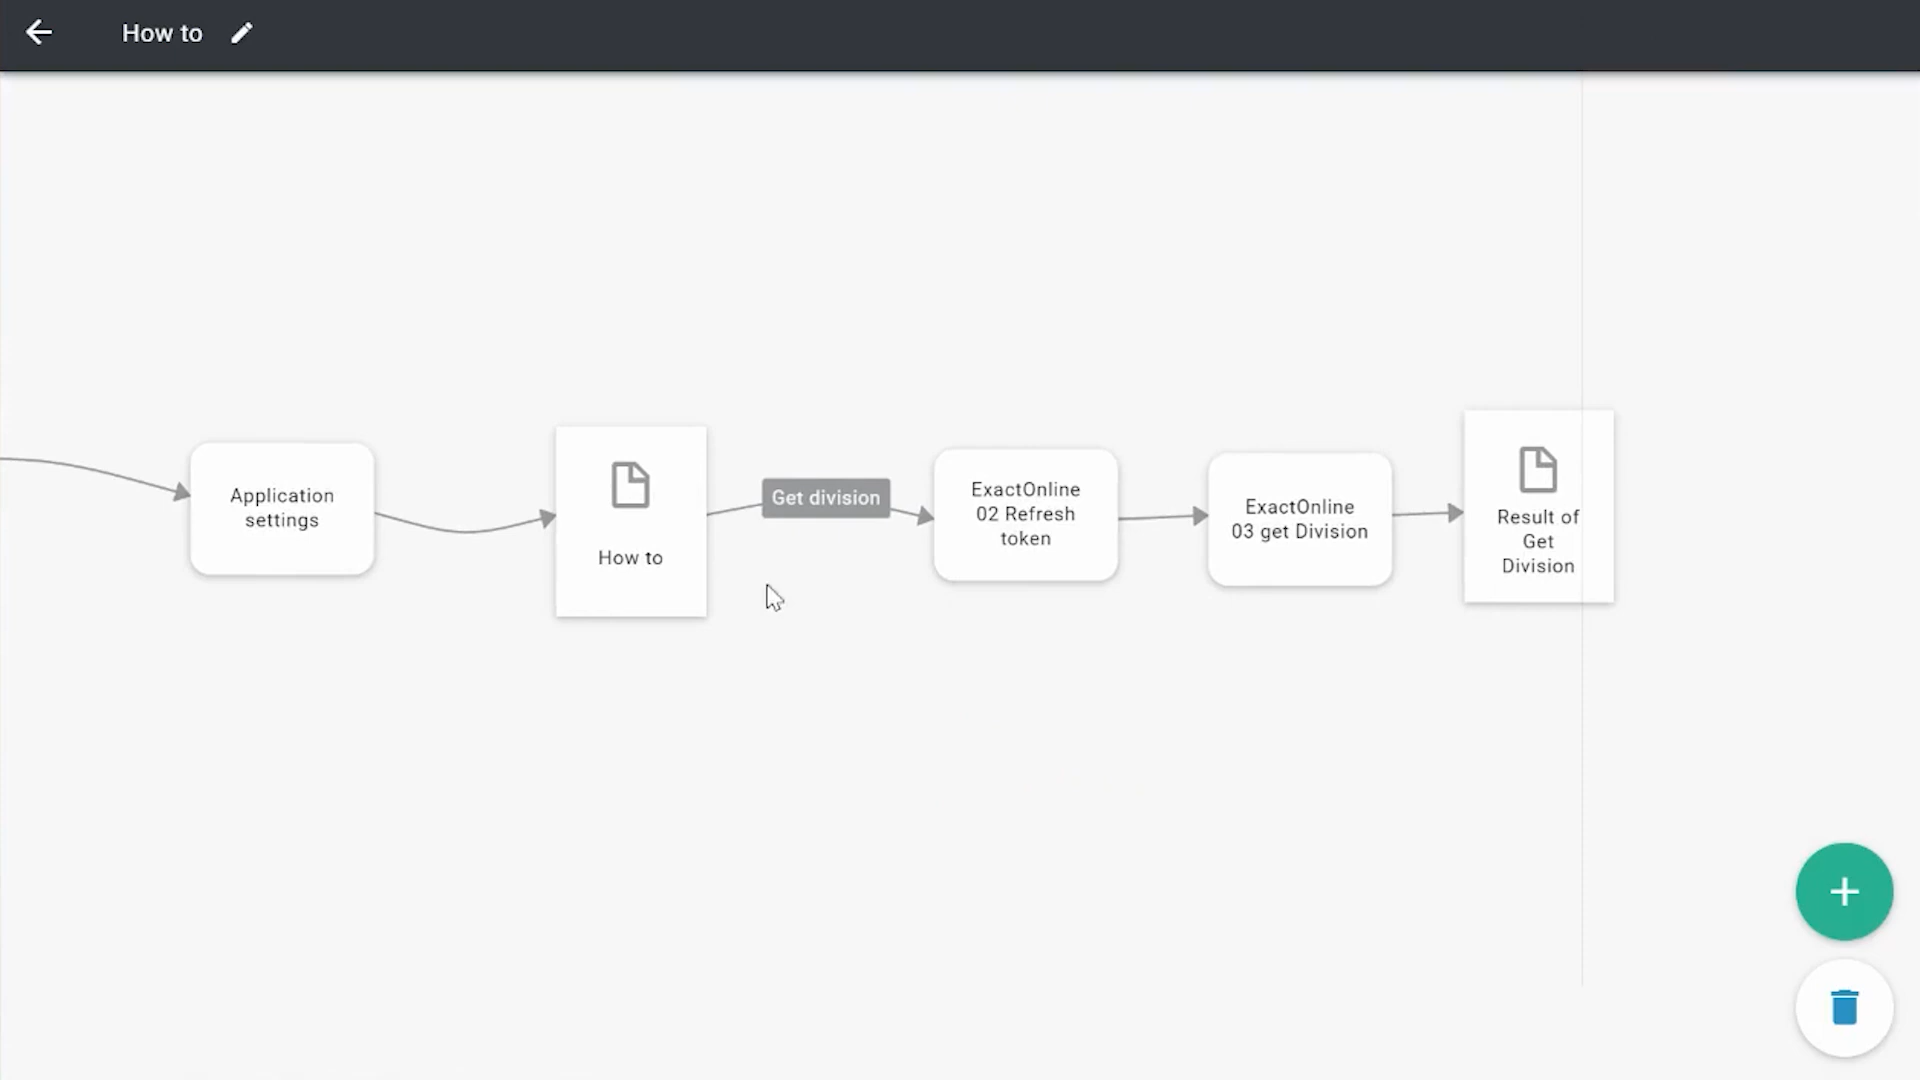 How to
Application
settings
How to
Get division
ExactOnline
02 Refresh
token
ExactOnline
03 get Division
Result of
Get
Division